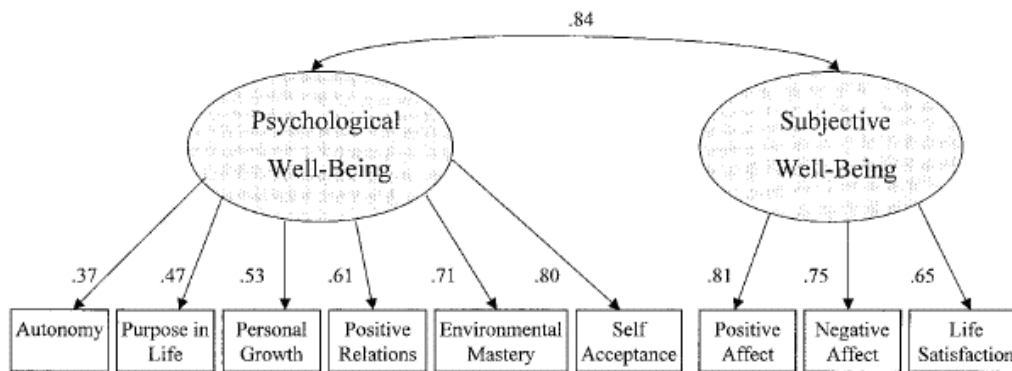 .84
Psychological
Well-Being
Subjective
Well-Being
.37
.47
.53
.61
.71
.80
.81
.75
.65
Autonomy
Purpose in
Life
Personal
Growth
Positive
Relations
Environmental
Mastery
Self
Acceptance
Positive
Affect
Negative
Affect
Life
Satisfaction